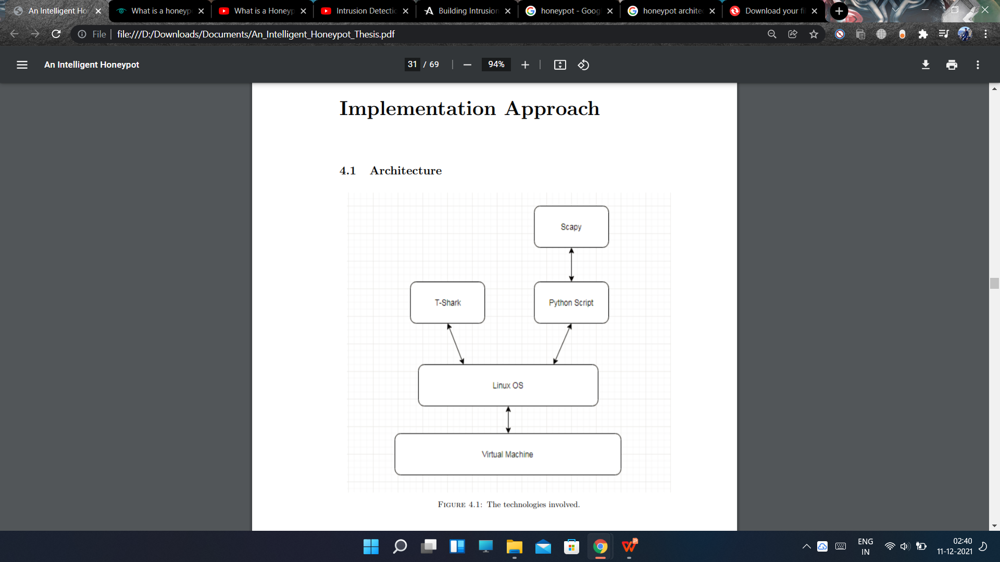 An Intelligent Ho
What is a honeyp
What is a Honeyp
Intrusion Detectio
Building Intrusion
honeypot - Goog
honeypot archite
Download your fi
File
file:///D:/Downloads/Documents/An_Intelligent_Honeypot_Thesis.pdf
An Intelligent Honeypot
31 / 69
94%
Implementation Approach
4.1 Architecture
Scapy
T-Shark
Python Script
Linux OS
Virtual Machine
FIGURE 4.1: The technologies involved.
ENG
IN
02:40
11-12-2021